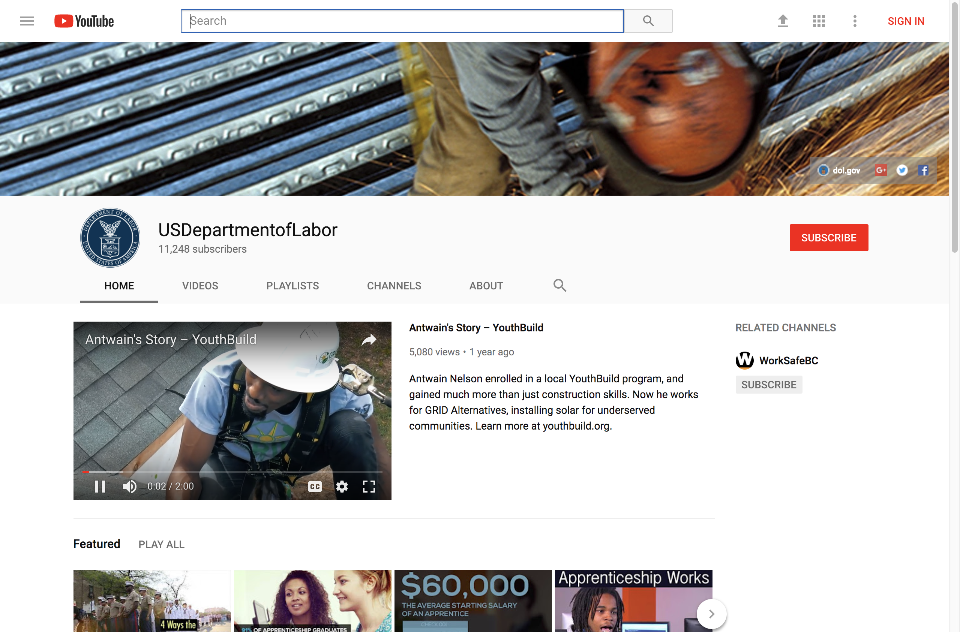 YouTube
Search
SIGN IN
dol.gov
G+
USDepartmentofLabor
11,248 subscribers
SUBSCRIBE
HOME
VIDEOS
PLAYLISTS
CHANNELS
ABOUT
Antwain's Story – YouthBuild
0:02 / 2:00
CC
Antwain's Story – YouthBuild
5,080 views • 1 year ago
Antwain Nelson enrolled in a local YouthBuild program, and
gained much more than just construction skills. Now he works
for GRID Alternatives, installing solar for underserved
communities. Learn more at youthbuild.org.
RELATED CHANNELS
W
WorkSafeBC
SUBSCRIBE
Featured
PLAY ALL
4 Ways the
91% OF APPRENTICESHIP GRADUATES
$60,000
THE AVERAGE STARTING SALARY
OF AN APPRENTICE
Apprenticeship Works